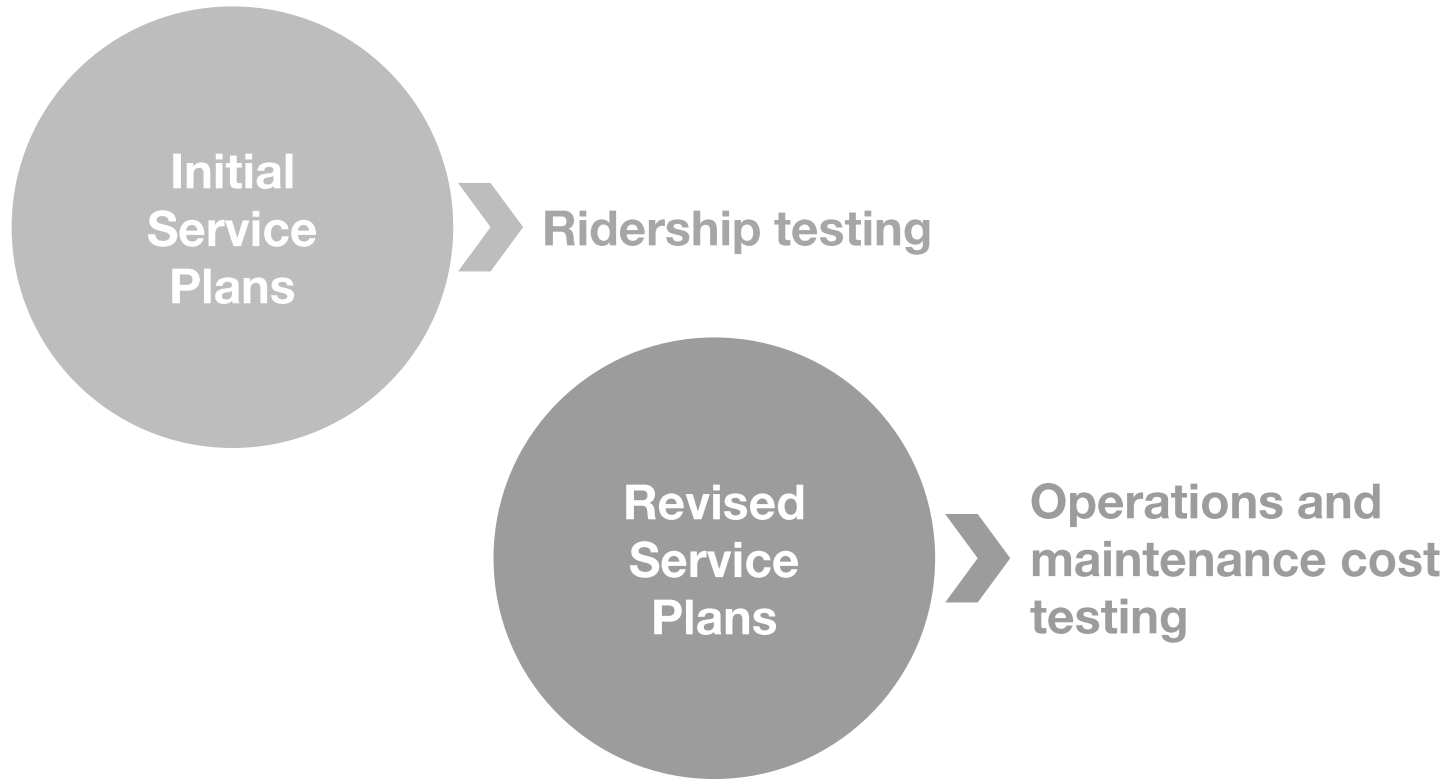 Initial
Service
Plans
Ridership testing
Revised
Service
Plans
Operations and
maintenance cost
testing